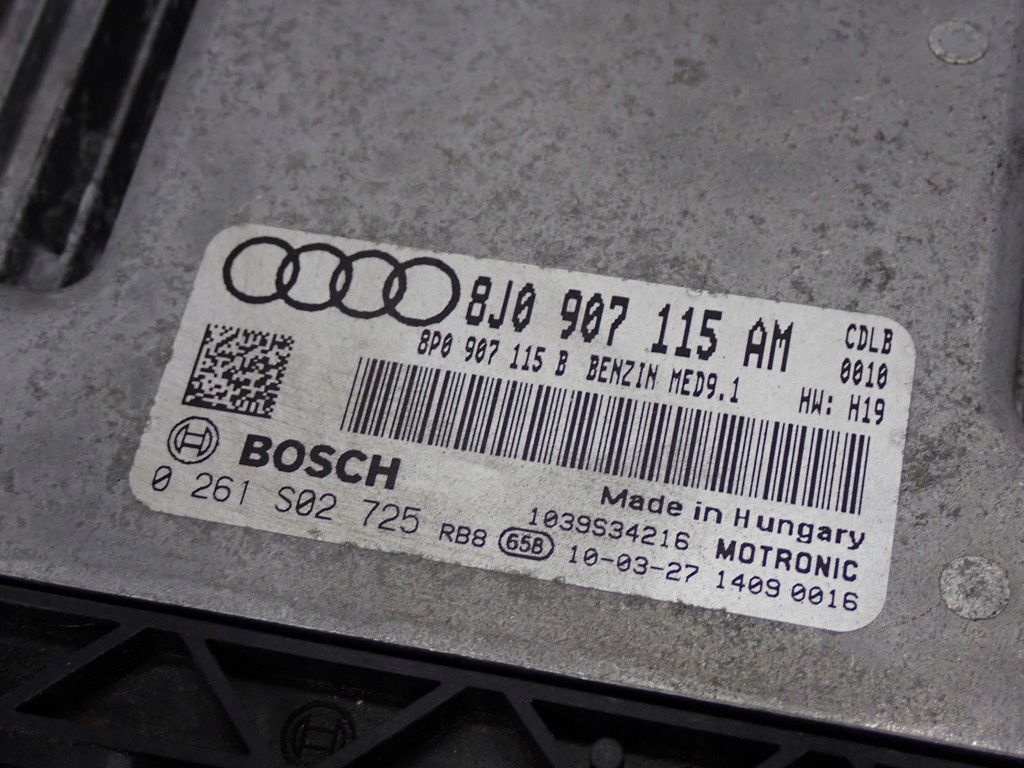 8J0 907 115 AM
CDLB
0010
8P0 907 115 B BENZIN MED9.1
HW: H19
BOSCH
0 261 S02 725
Made in Hungary
1039S34216 MOTRONIC
RB8 65B 10-03-27 1409 0016